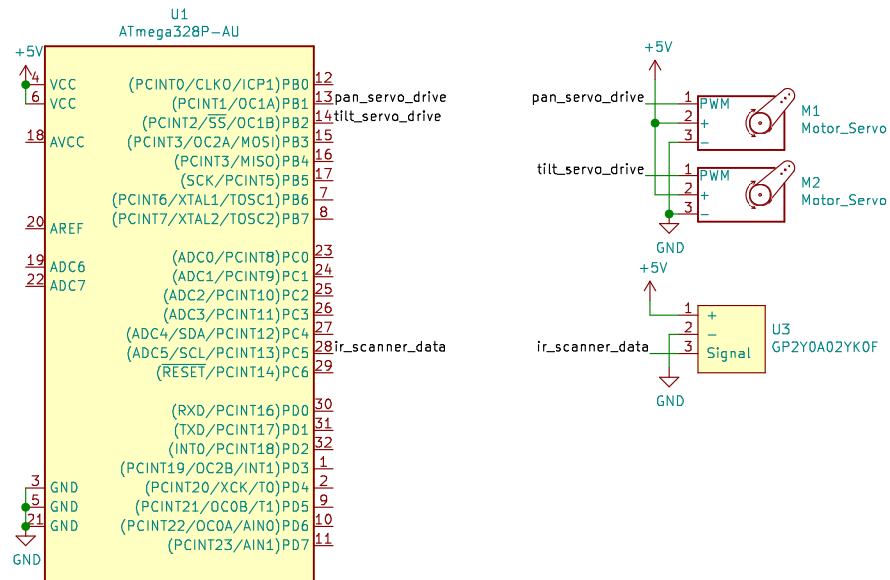 U1
ATmega328P-AU
+5V
4 VCC
6 VCC
18 AVCC
20 AREF
19 ADC6
22 ADC7
3 GND
5 GND
21 GND
GND
(PCINT0/CLKO/ICP1)PB0 12
(PCINT1/OC1A)PB1 13 pan_servo_drive
(PCINT2/SS/OC1B)PB2 14 tilt_servo_drive
(PCINT3/OC2A/MOSI)PB3 15
(PCINT3/MISO)PB4 16
(SCK/PCINT5)PB5 17
(PCINT6/XTAL1/TOSC1)PB6 7
(PCINT7/XTAL2/TOSC2)PB7 8
(ADC0/PCINT8)PC0 23
(ADC1/PCINT9)PC1 24
(ADC2/PCINT10)PC2 25
(ADC3/PCINT11)PC3 26
(ADC4/SDA/PCINT12)PC4 27
(ADC5/SCL/PCINT13)PC5 28 ir_scanner_data
(RESET/PCINT14)PC6 29
(RXD/PCINT16)PD0 30
(TXD/PCINT17)PD1 31
(INT0/PCINT18)PD2 32
(PCINT19/OC2B/INT1)PD3 1
(PCINT20/XCK/T0)PD4 2
(PCINT21/OC0B/T1)PD5 9
(PCINT22/OC0A/AIN0)PD6 10
(PCINT23/AIN1)PD7 11
+5V
pan_servo_drive 1 PWM
2 +
3 -
M1
Motor_Servo
tilt_servo_drive 1 PWM
2 +
3 -
M2
Motor_Servo
GND
+5V
1 +
2 -
ir_scanner_data 3 Signal
U3
GP2Y0A02YK0F
GND